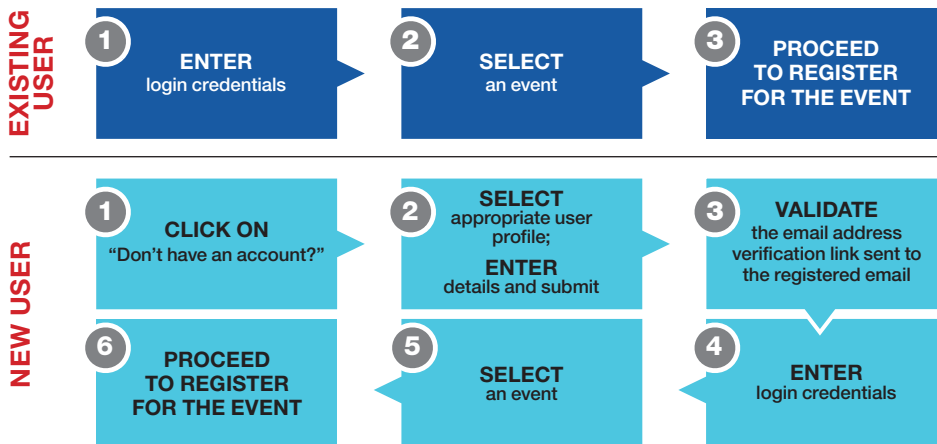 EXISTING
USER
1
ENTER
login credentials
2
SELECT
an event
3
PROCEED
TO REGISTER
FOR THE EVENT
NEW USER
1
CLICK ON
“Don’t have an account?”
2
SELECT
appropriate user
profile;
ENTER
details and submit
3
VALIDATE
the email address
verification link sent to
the registered email
4
ENTER
login credentials
5
SELECT
an event
6
PROCEED
TO REGISTER
FOR THE EVENT